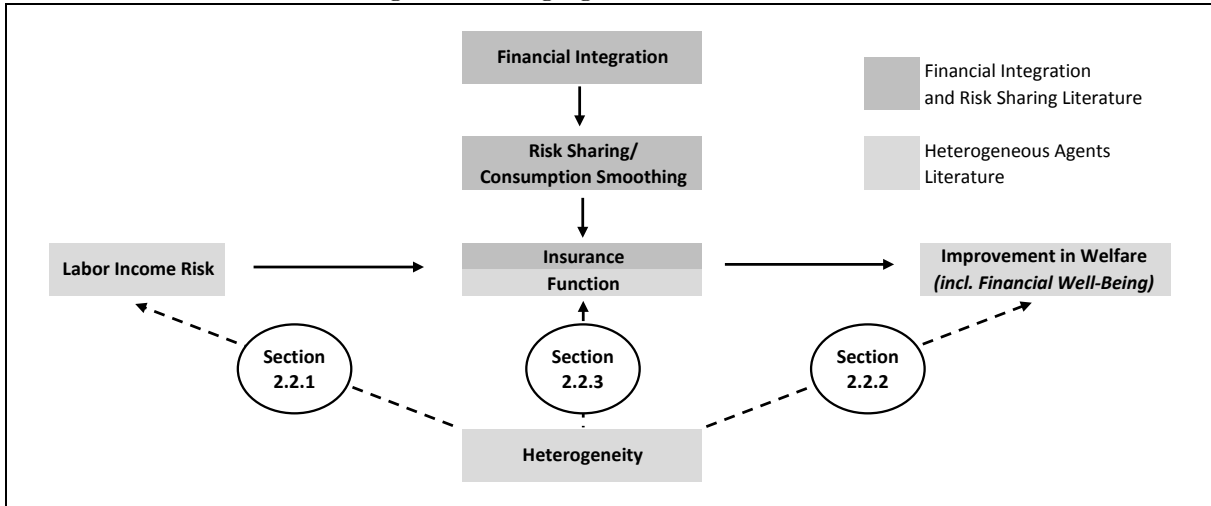 Financial Integration
Financial Integration
and Risk Sharing Literature
Risk Sharing/
Consumption Smoothing
Heterogeneous Agents
Literature
Labor Income Risk
Insurance
Function
Improvement in Welfare
(incl. Financial Well-Being)
Section
2.2.1
Section
2.2.3
Section
2.2.2
Heterogeneity